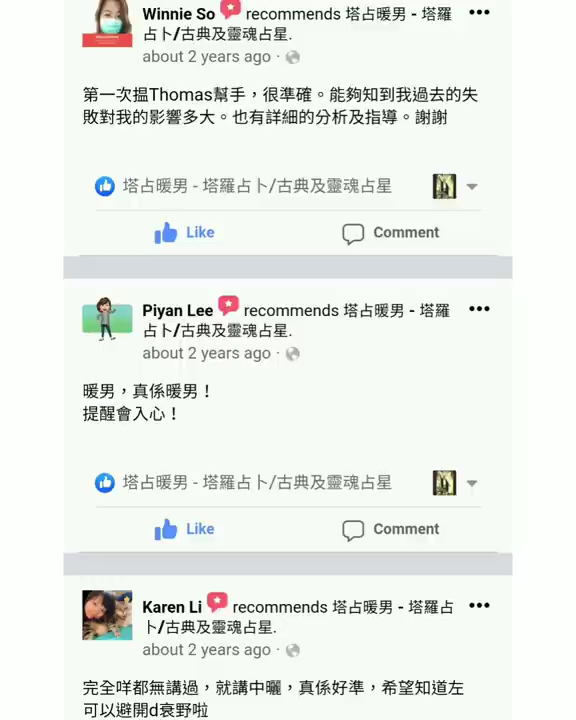 Winnie So recommends 塔占暖男 - 塔羅
占卜/古典及靈魂占星.
about 2 years ago ·
第一次搵Thomas幫手，很準確。能夠知到我過去的失
敗對我的影響多大。也有詳細的分析及指導。謝謝
塔占暖男 - 塔羅占卜/古典及靈魂占星
Like Comment
Piyan Lee recommends 塔占暖男 - 塔羅
占卜/古典及靈魂占星.
about 2 years ago ·
暖男，真係暖男！
提醒會入心！
塔占暖男 - 塔羅占卜/古典及靈魂占星
Like Comment
Karen Li recommends 塔占暖男 - 塔羅占
卜/古典及靈魂占星.
about 2 years ago ·
完全咩都無講過，就講中曬，真係好準，希望知道左
可以避開d衰野啦